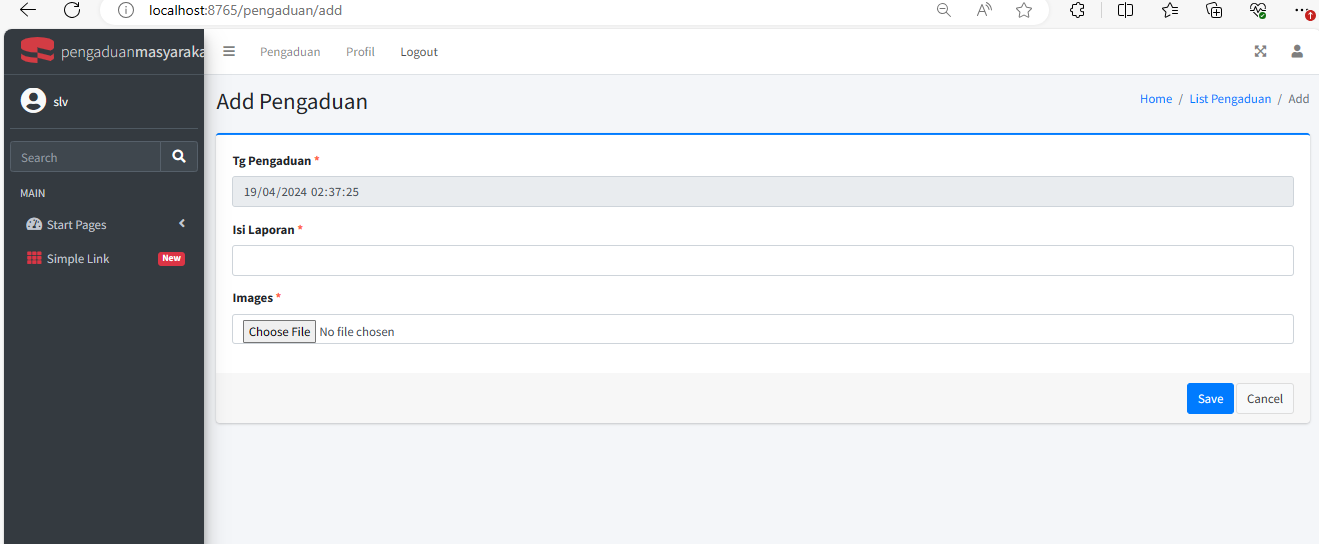 localhost:8765/pengaduan/add
pengaduanmasyaraka
Pengaduan Profil Logout
slv
Search
MAIN
Start Pages
Simple Link New
Add Pengaduan
Home / List Pengaduan / Add
Tg Pengaduan *
19/04/2024 02:37:25
Isi Laporan *
Images *
Choose File No file chosen
Save Cancel